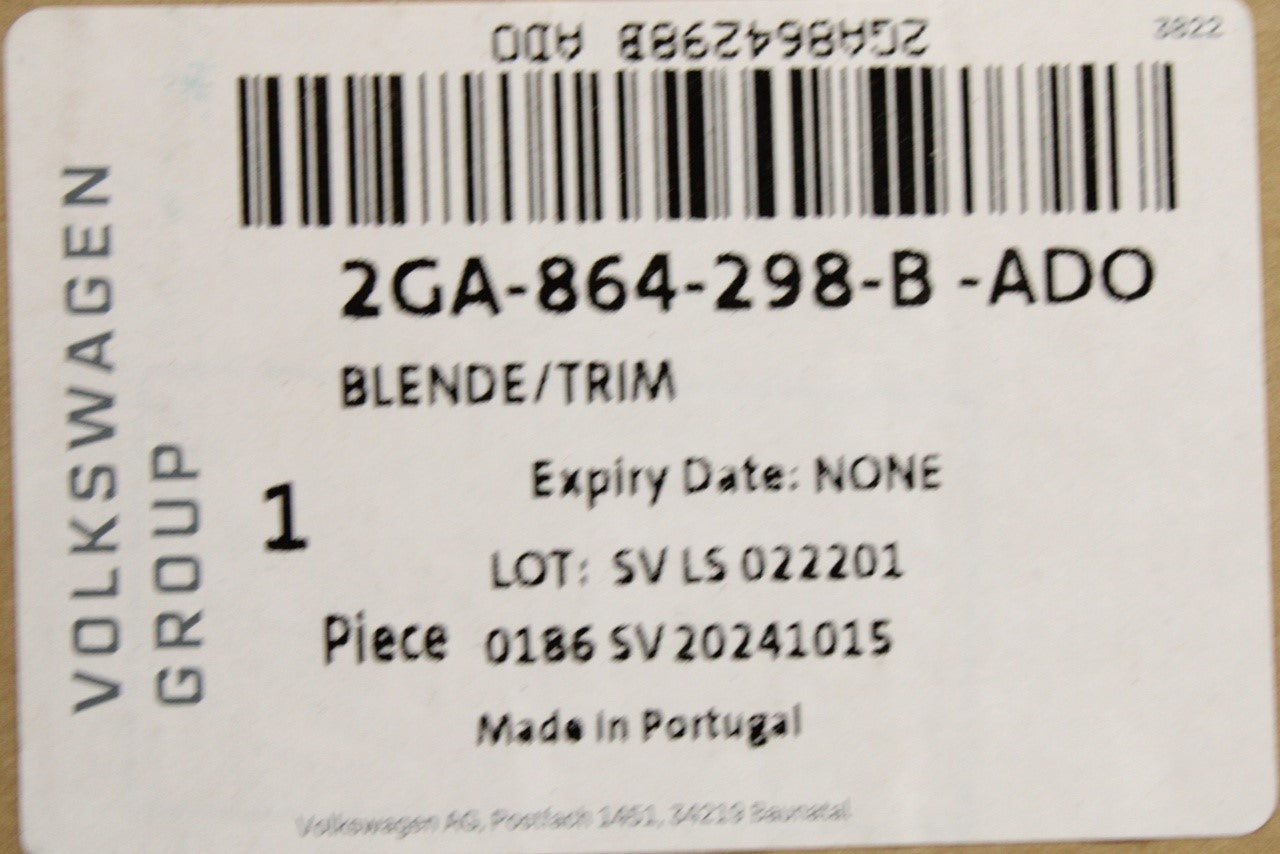 2GA864298B ADO
3822
2GA-864-298-B -ADO
BLENDE/TRIM
Expiry Date: NONE
1
LOT: SV LS 022201
Piece 0186 SV 20241015
Made in Portugal
Volkswagen AG, Postfach 1451, 34219 Baunatal
VOLKSWAGEN
GROUP